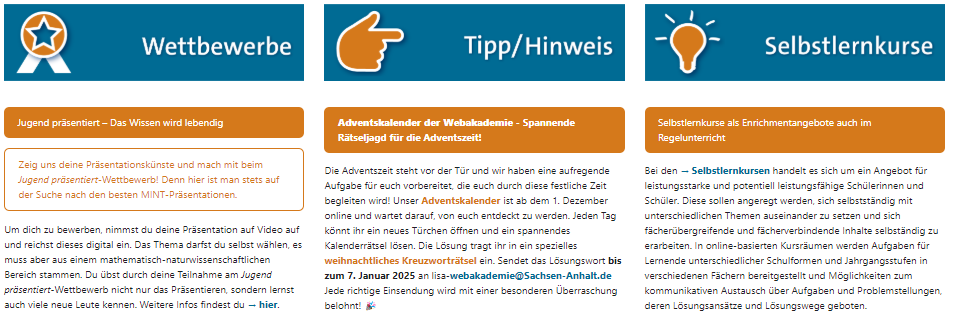 Wettbewerbe
Jugend präsentiert – Das Wissen wird lebendig
Zeig uns deine Präsentationskünste und mach mit beim
Jugend präsentiert-Wettbewerb! Denn hier ist man stets auf
der Suche nach den besten MINT-Präsentationen.
Um dich zu bewerben, nimmst du deine Präsentation auf Video auf
und reichst dieses digital ein. Das Thema darfst du selbst wählen, es
muss aber aus einem mathematisch-naturwissenschaftlichen
Bereich stammen. Du übst durch deine Teilnahme am Jugend
präsentiert-Wettbewerb nicht nur das Präsentieren, sondern lernst
auch viele neue Leute kennen. Weitere Infos findest du → hier.
Tipp/Hinweis
Adventskalender der Webakademie - Spannende
Rätseljagd für die Adventszeit!
Die Adventszeit steht vor der Tür und wir haben eine aufregende
Aufgabe für euch vorbereitet, die euch durch diese festliche Zeit
begleiten wird! Unser Adventskalender ist ab dem 1. Dezember
online und wartet darauf, von euch entdeckt zu werden. Jeden Tag
könnt ihr ein neues Türchen öffnen und ein spannendes
Kalenderrätsel lösen. Die Lösung tragt ihr in ein spezielles
weihnachtliches Kreuzworträtsel ein. Sendet das Lösungswort bis
zum 7. Januar 2025 an lisa-webakademie@Sachsen-Anhalt.de
Jede richtige Einsendung wird mit einer besonderen Überraschung
belohnt! 🎉
Selbstlernkurse
Selbstlernkurse als Enrichmentangebote auch im
Regelunterricht
Bei den → Selbstlernkursen handelt es sich um ein Angebot für
leistungsstarke und potentiell leistungsfähige Schülerinnen und
Schüler. Diese sollen angeregt werden, sich selbstständig mit
unterschiedlichen Themen auseinander zu setzen und sich
fächerübergreifende und fächerverbindende Inhalte selbständig zu
erarbeiten. In online-basierten Kursräumen werden Aufgaben für
Lernende unterschiedlicher Schulformen und Jahrgangsstufen in
verschiedenen Fächern bereitgestellt und Möglichkeiten zum
kommunikativen Austausch über Aufgaben und Problemstellungen,
deren Lösungsansätze und Lösungswege geboten.